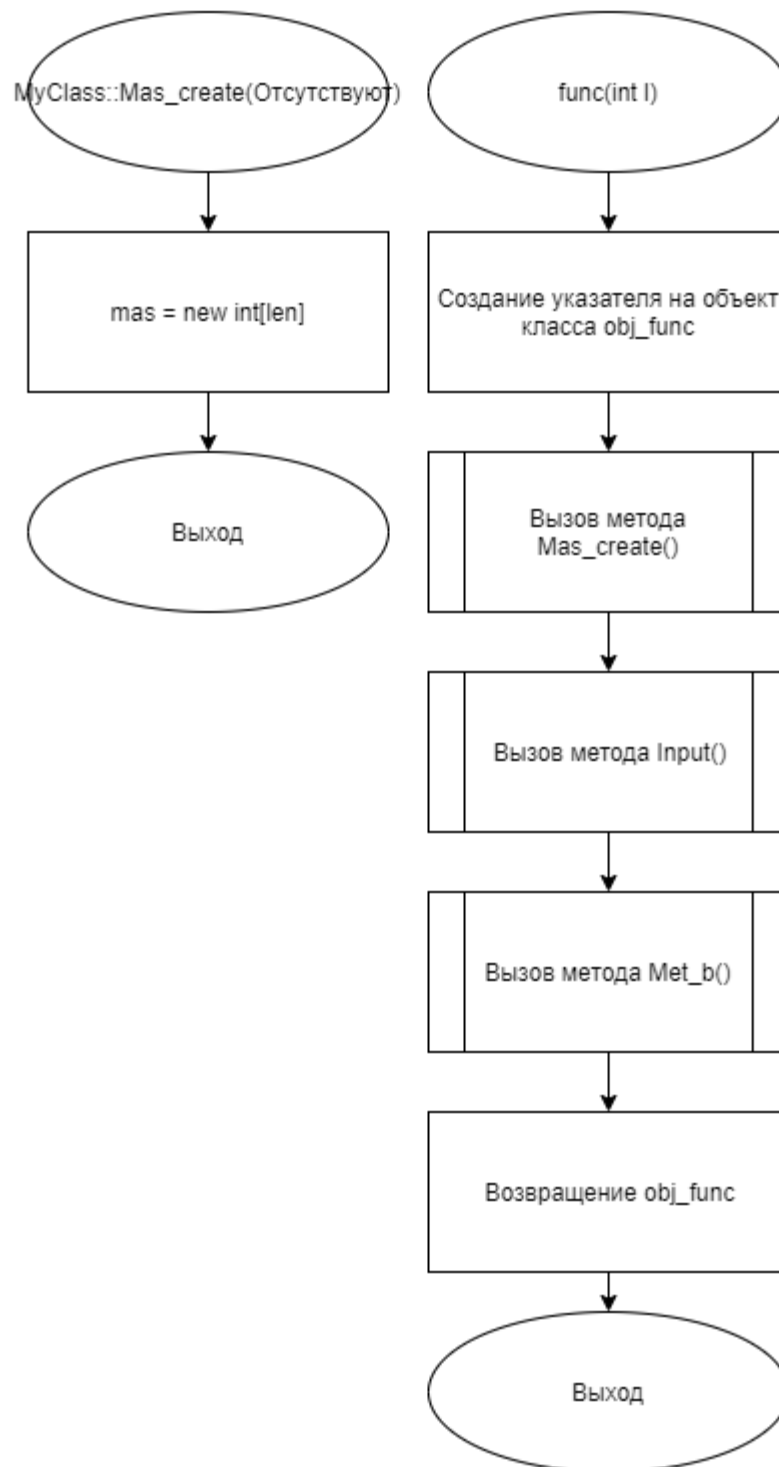 MyClass::Mas_create(Отсутствуют)
mas = new int[len]
Выход
func(int l)
Создание указателя на объект
класса obj_func
Вызов метода
Mas_create()
Вызов метода Input()
Вызов метода Met_b()
Возвращение obj_func
Выход